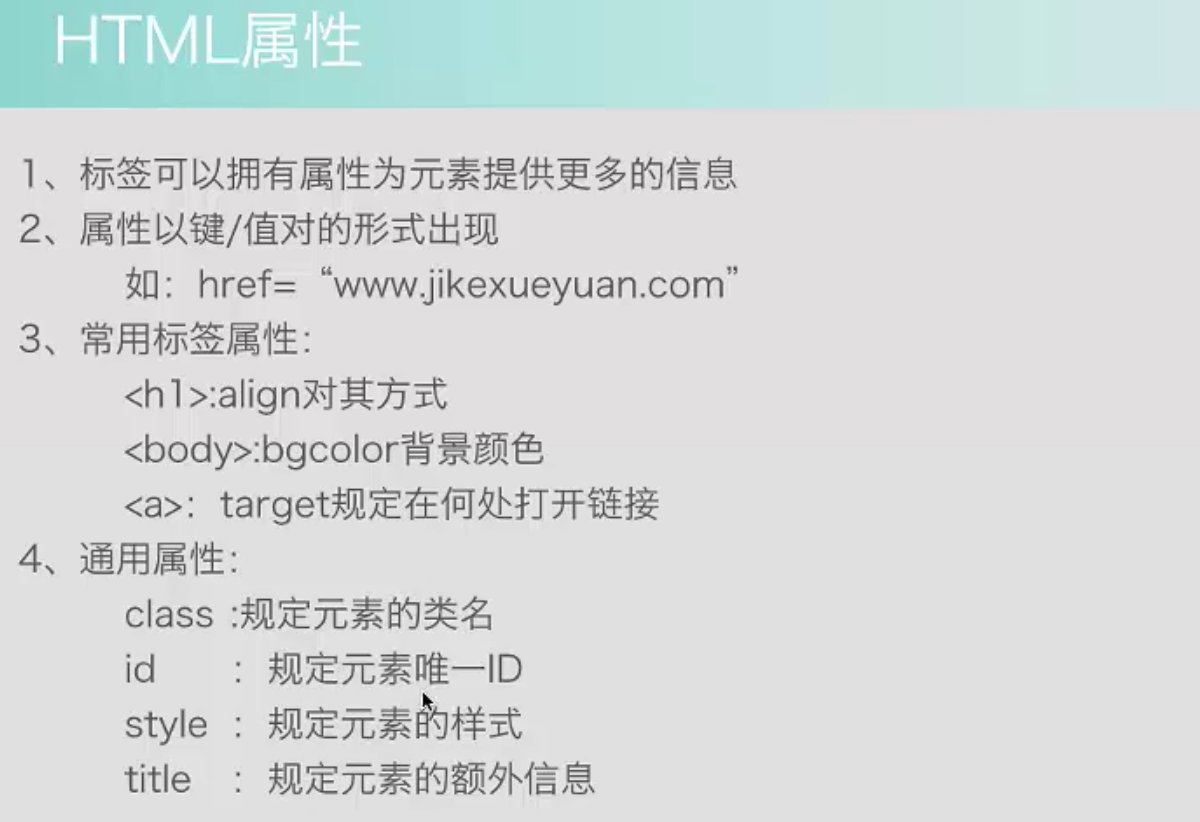 HTML属性
1、标签可以拥有属性为元素提供更多的信息
2、属性以键/值对的形式出现
如：href=“www.jikexueyuan.com”
3、常用标签属性：
<h1>:align对其方式
<body>:bgcolor背景颜色
<a>：target规定在何处打开链接
4、通用属性：
class :规定元素的类名
id ：规定元素唯一ID
style ：规定元素的样式
title ：规定元素的额外信息